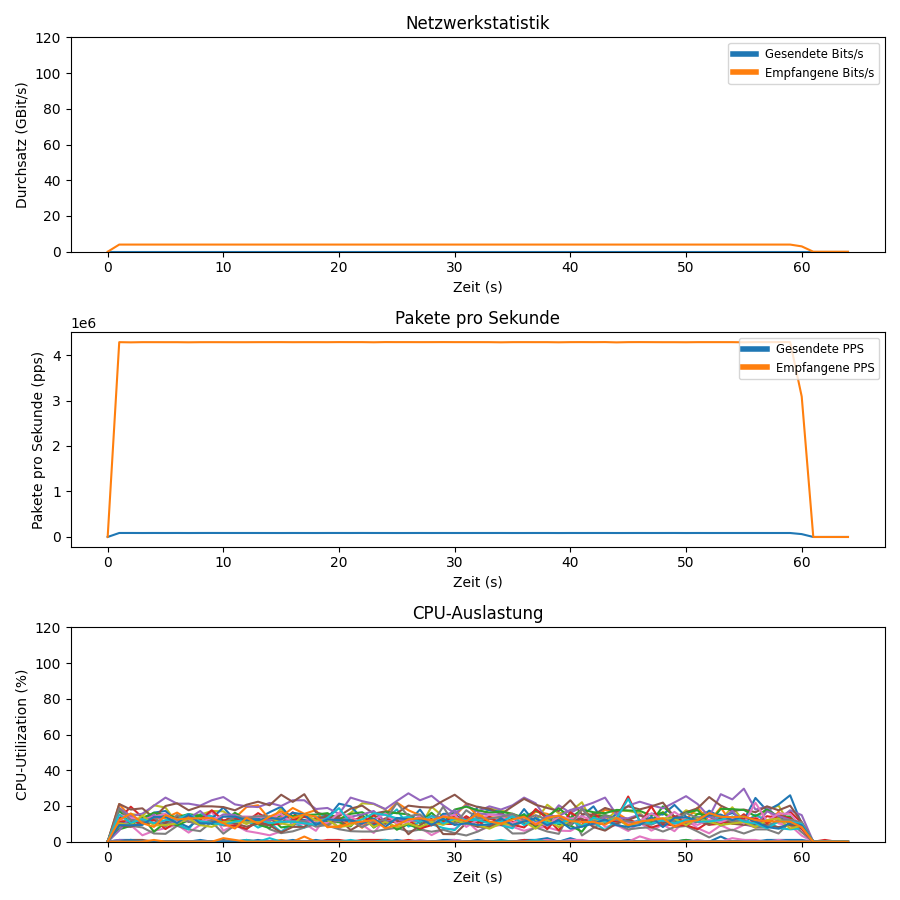 Netzwerkstatistik
120
100
80
60
40
20
0
Durchsatz (GBit/s)
Gesendete Bits/s
Empfangene Bits/s
0 10 20 30 40 50 60
Zeit (s)
Pakete pro Sekunde
1e6
4
3
2
1
0
Pakete pro Sekunde (pps)
Gesendete PPS
Empfangene PPS
0 10 20 30 40 50 60
Zeit (s)
CPU-Auslastung
120
100
80
60
40
20
0
CPU-Utilization (%)
0 10 20 30 40 50 60
Zeit (s)